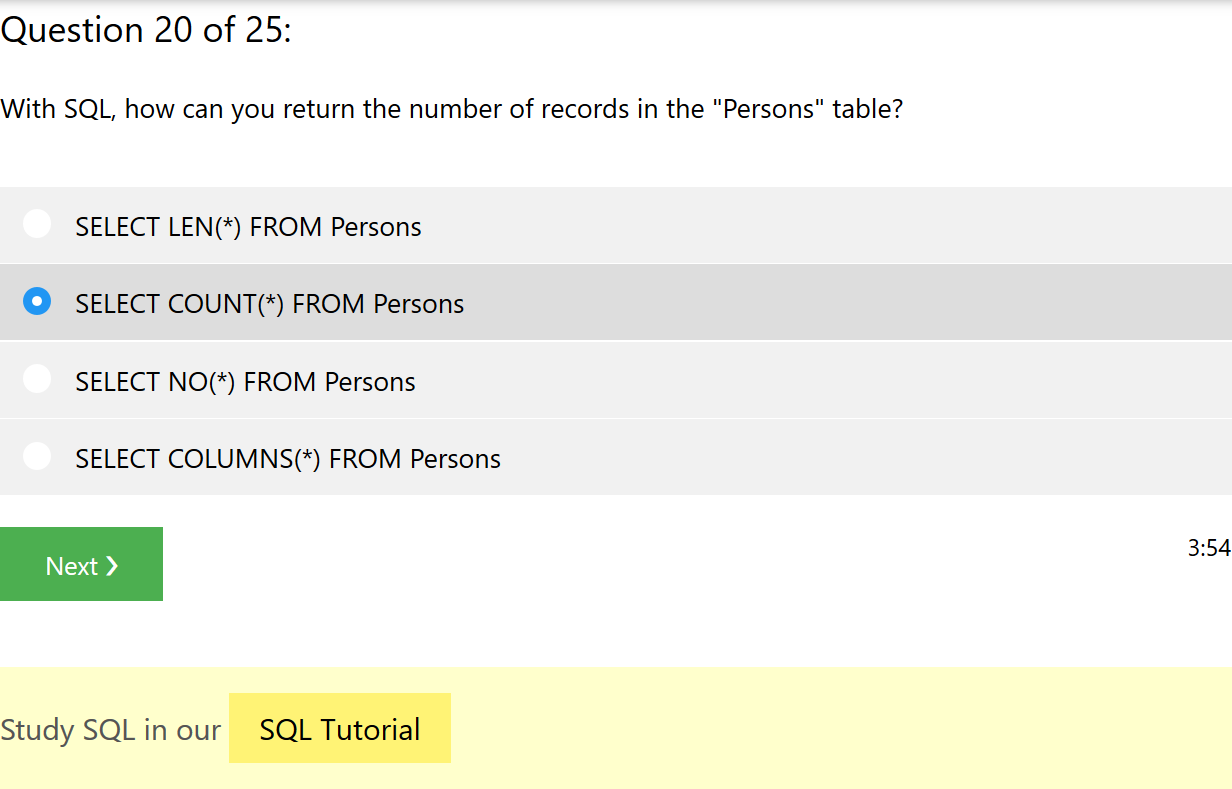 Question 20 of 25:
With SQL, how can you return the number of records in the "Persons" table?
SELECT LEN(*) FROM Persons
SELECT COUNT(*) FROM Persons
SELECT NO(*) FROM Persons
SELECT COLUMNS(*) FROM Persons
Next ❯
3:54
Study SQL in our SQL Tutorial